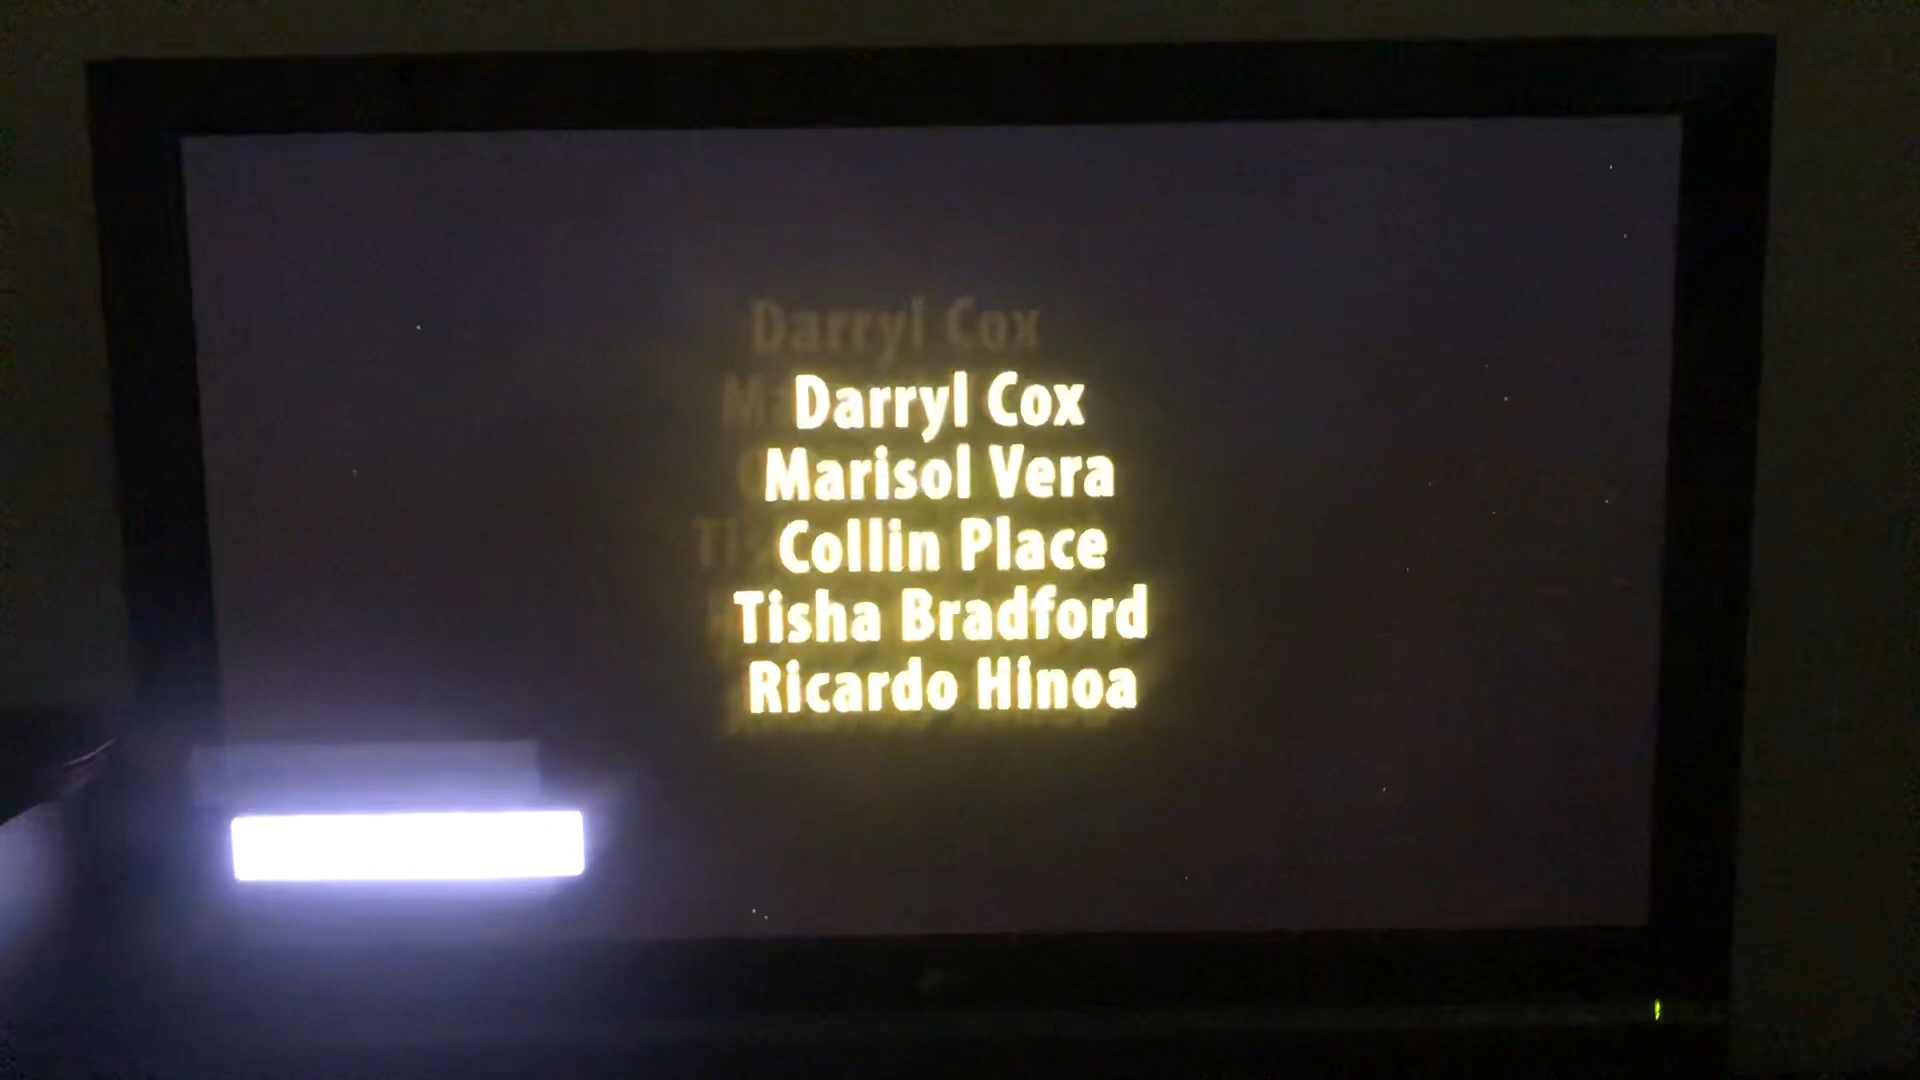 Darryl Cox
Darryl Cox
Marisol Vera
Collin Place
Tisha Bradford
Ricardo Hinoa